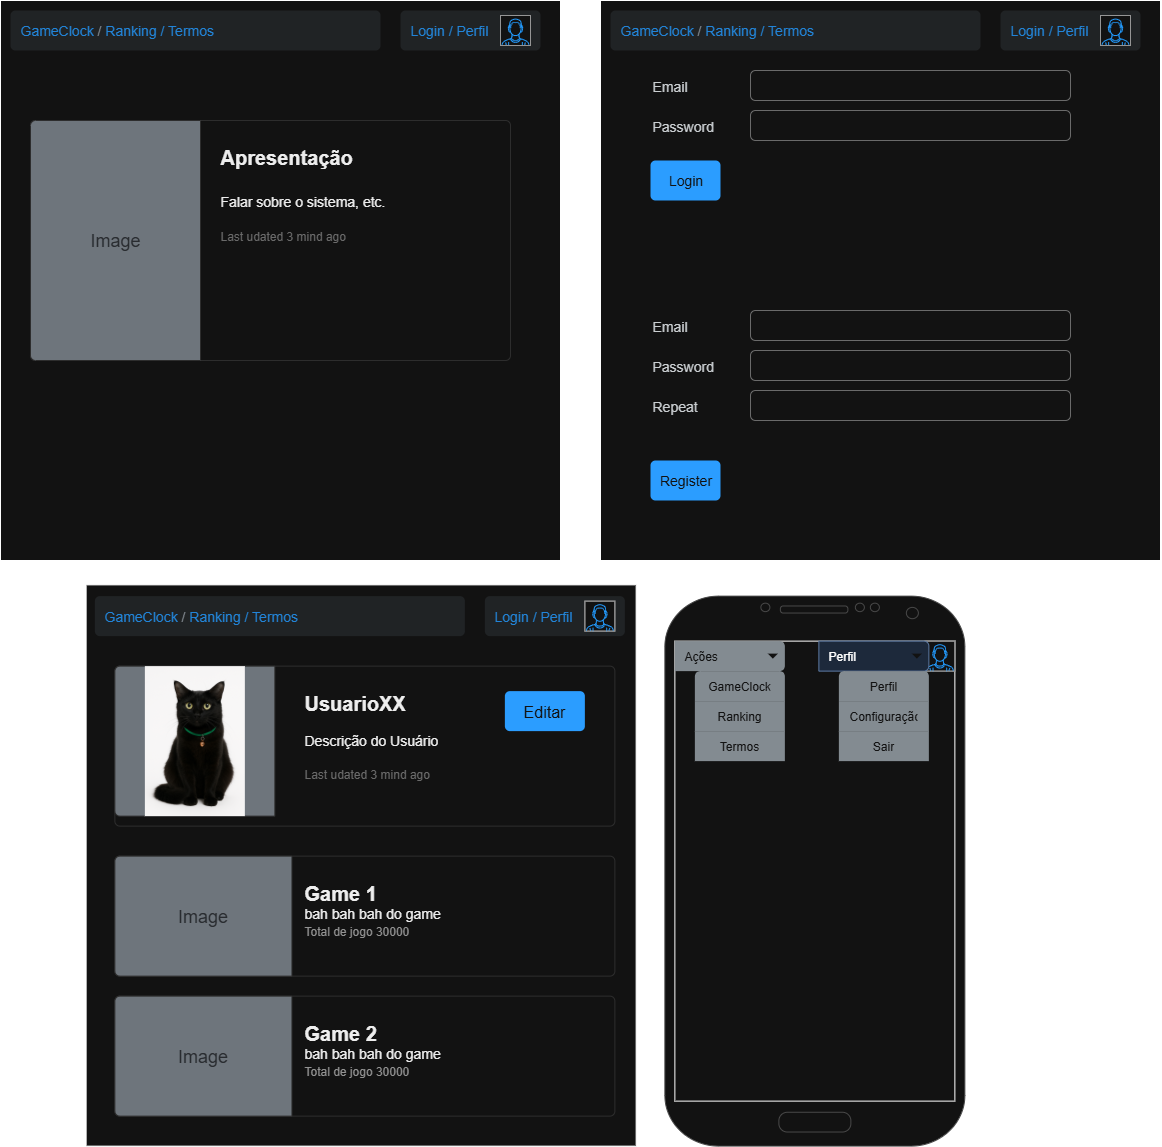 GameClock / Ranking / Termos
Login / Perfil
Image
Apresentação
Falar sobre o sistema, etc.
Last udated 3 mind ago
GameClock / Ranking / Termos
Login / Perfil
Email
Password
Login
Email
Password
Repeat
Register
GameClock / Ranking / Termos
Login / Perfil
UsuarioXX
Editar
Descrição do Usuário
Last udated 3 mind ago
Image
Game 1
bah bah bah do game
Total de jogo 30000
Image
Game 2
bah bah bah do game
Total de jogo 30000
Ações
GameClock
Ranking
Termos
Perfil
Perfil
Configuraçã
Sair